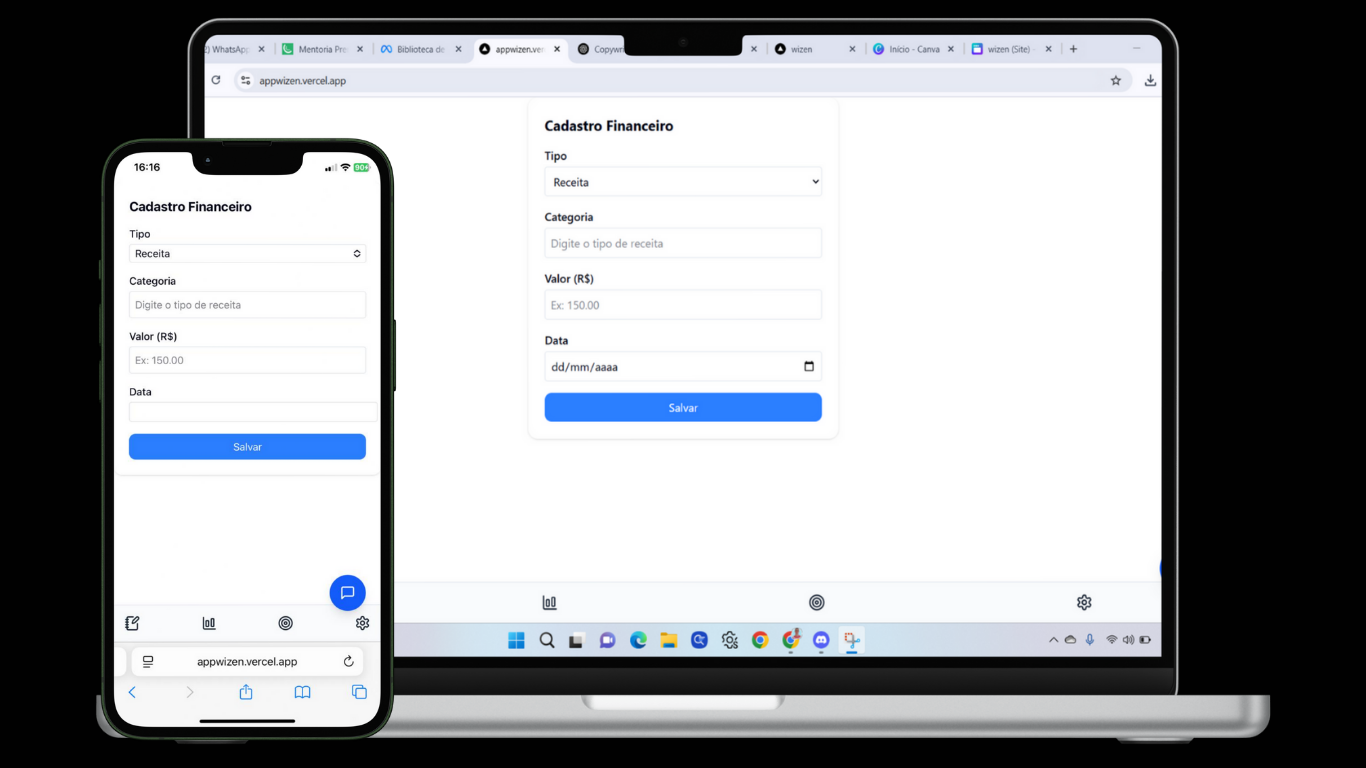 ) WhatsApp
Mentoria Pre
Biblioteca de
appwizen.ver
Copywr
wizen
Início - Canva
wizen (Site)
appwizen.vercel.app
Cadastro Financeiro
Tipo
Receita
Categoria
Digite o tipo de receita
Valor (R$)
Ex: 150.00
Data
dd/mm/aaaa
Salvar
16:16
90
Cadastro Financeiro
Tipo
Receita
Categoria
Digite o tipo de receita
Valor (R$)
Ex: 150.00
Data
Salvar
appwizen.vercel.app